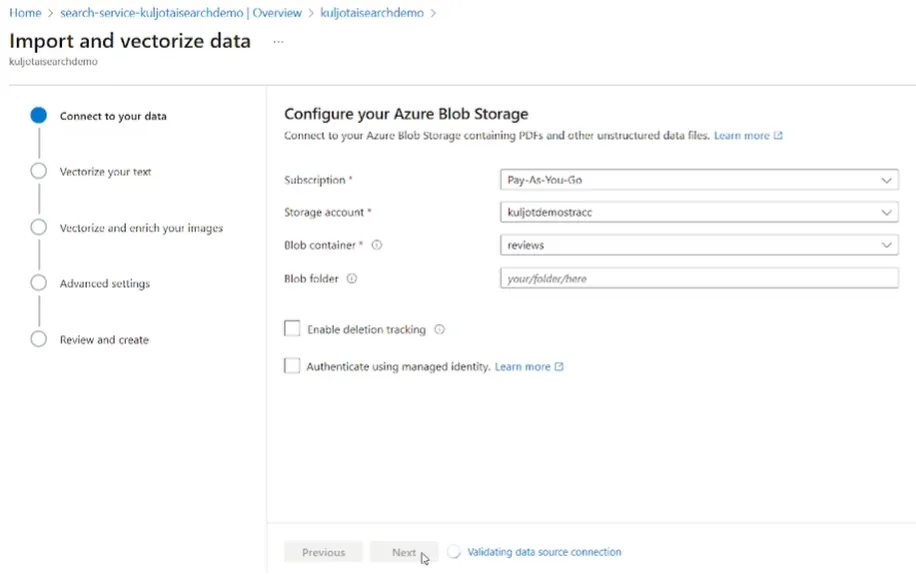 Home > search-service-kuljotaisearchdemo | Overview > kuljotaisearchdemo >
Import and vectorize data ...
kuljotaisearchdemo
Connect to your data
Vectorize your text
Vectorize and enrich your images
Advanced settings
Review and create
Configure your Azure Blob Storage
Connect to your Azure Blob Storage containing PDFs and other unstructured data files. Learn more
Subscription * Pay-As-You-Go
Storage account * kuljotdemostracc
Blob container * reviews
Blob folder your/folder/here
Enable deletion tracking
Authenticate using managed identity. Learn more
Previous Next Validating data source connection